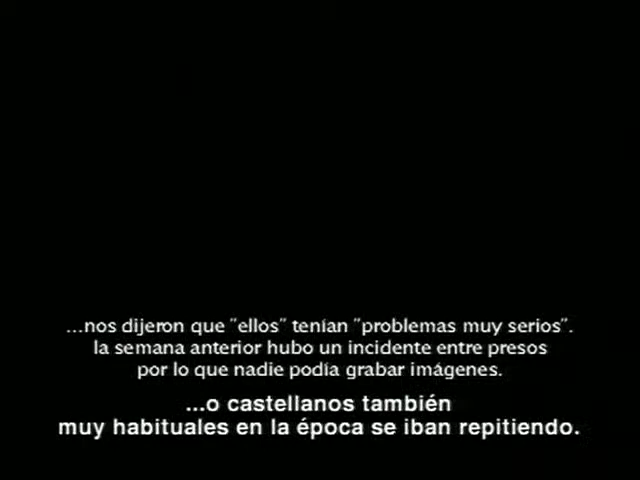 ...nos dijeron que "ellos" tenían "problemas muy serios".
la semana anterior hubo un incidente entre presos
por lo que nadie podía grabar imágenes.
...o castellanos también
muy habituales en la época se iban repitiendo.